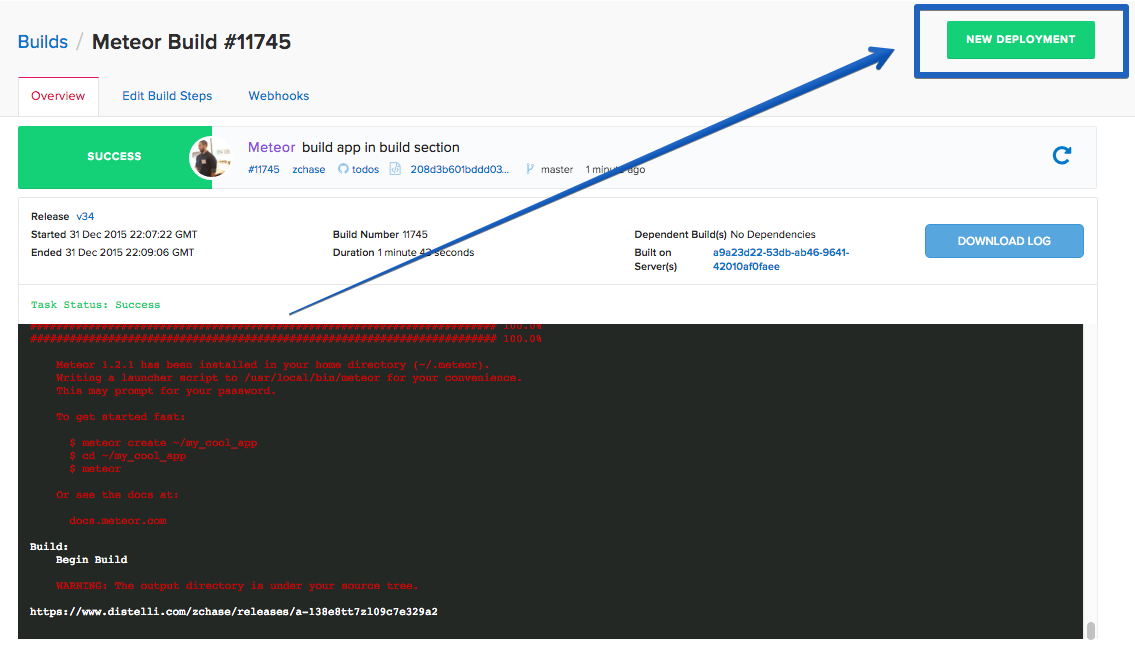 Builds / Meteor Build #11745
NEW DEPLOYMENT
Overview Edit Build Steps Webhooks
SUCCESS
Meteor build app in build section
#11745 zchase todos 208d3b601bddd03... master 1 minute ago
Release v34
Started 31 Dec 2015 22:07:22 GMT
Ended 31 Dec 2015 22:09:06 GMT
Build Number 11745
Duration 1 minute 43 seconds
Dependent Build(s) No Dependencies
Built on
Server(s)
a9a23d22-53db-ab46-9641-
42010af0faee
DOWNLOAD LOG
Task Status: Success
######################################################################## 100.0%
######################################################################## 100.0%
Meteor 1.2.1 has been installed in your home directory (~/.meteor).
Writing a launcher script to /usr/local/bin/meteor for your convenience.
This may prompt for your password.
To get started fast:
$ meteor create ~/my_cool_app
$ cd ~/my_cool_app
$ meteor
Or see the docs at:
docs.meteor.com
Build:
Begin Build
WARNING: The output directory is under your source tree.
https://www.distelli.com/zchase/releases/a-138e8tt7zl09c7e329a2